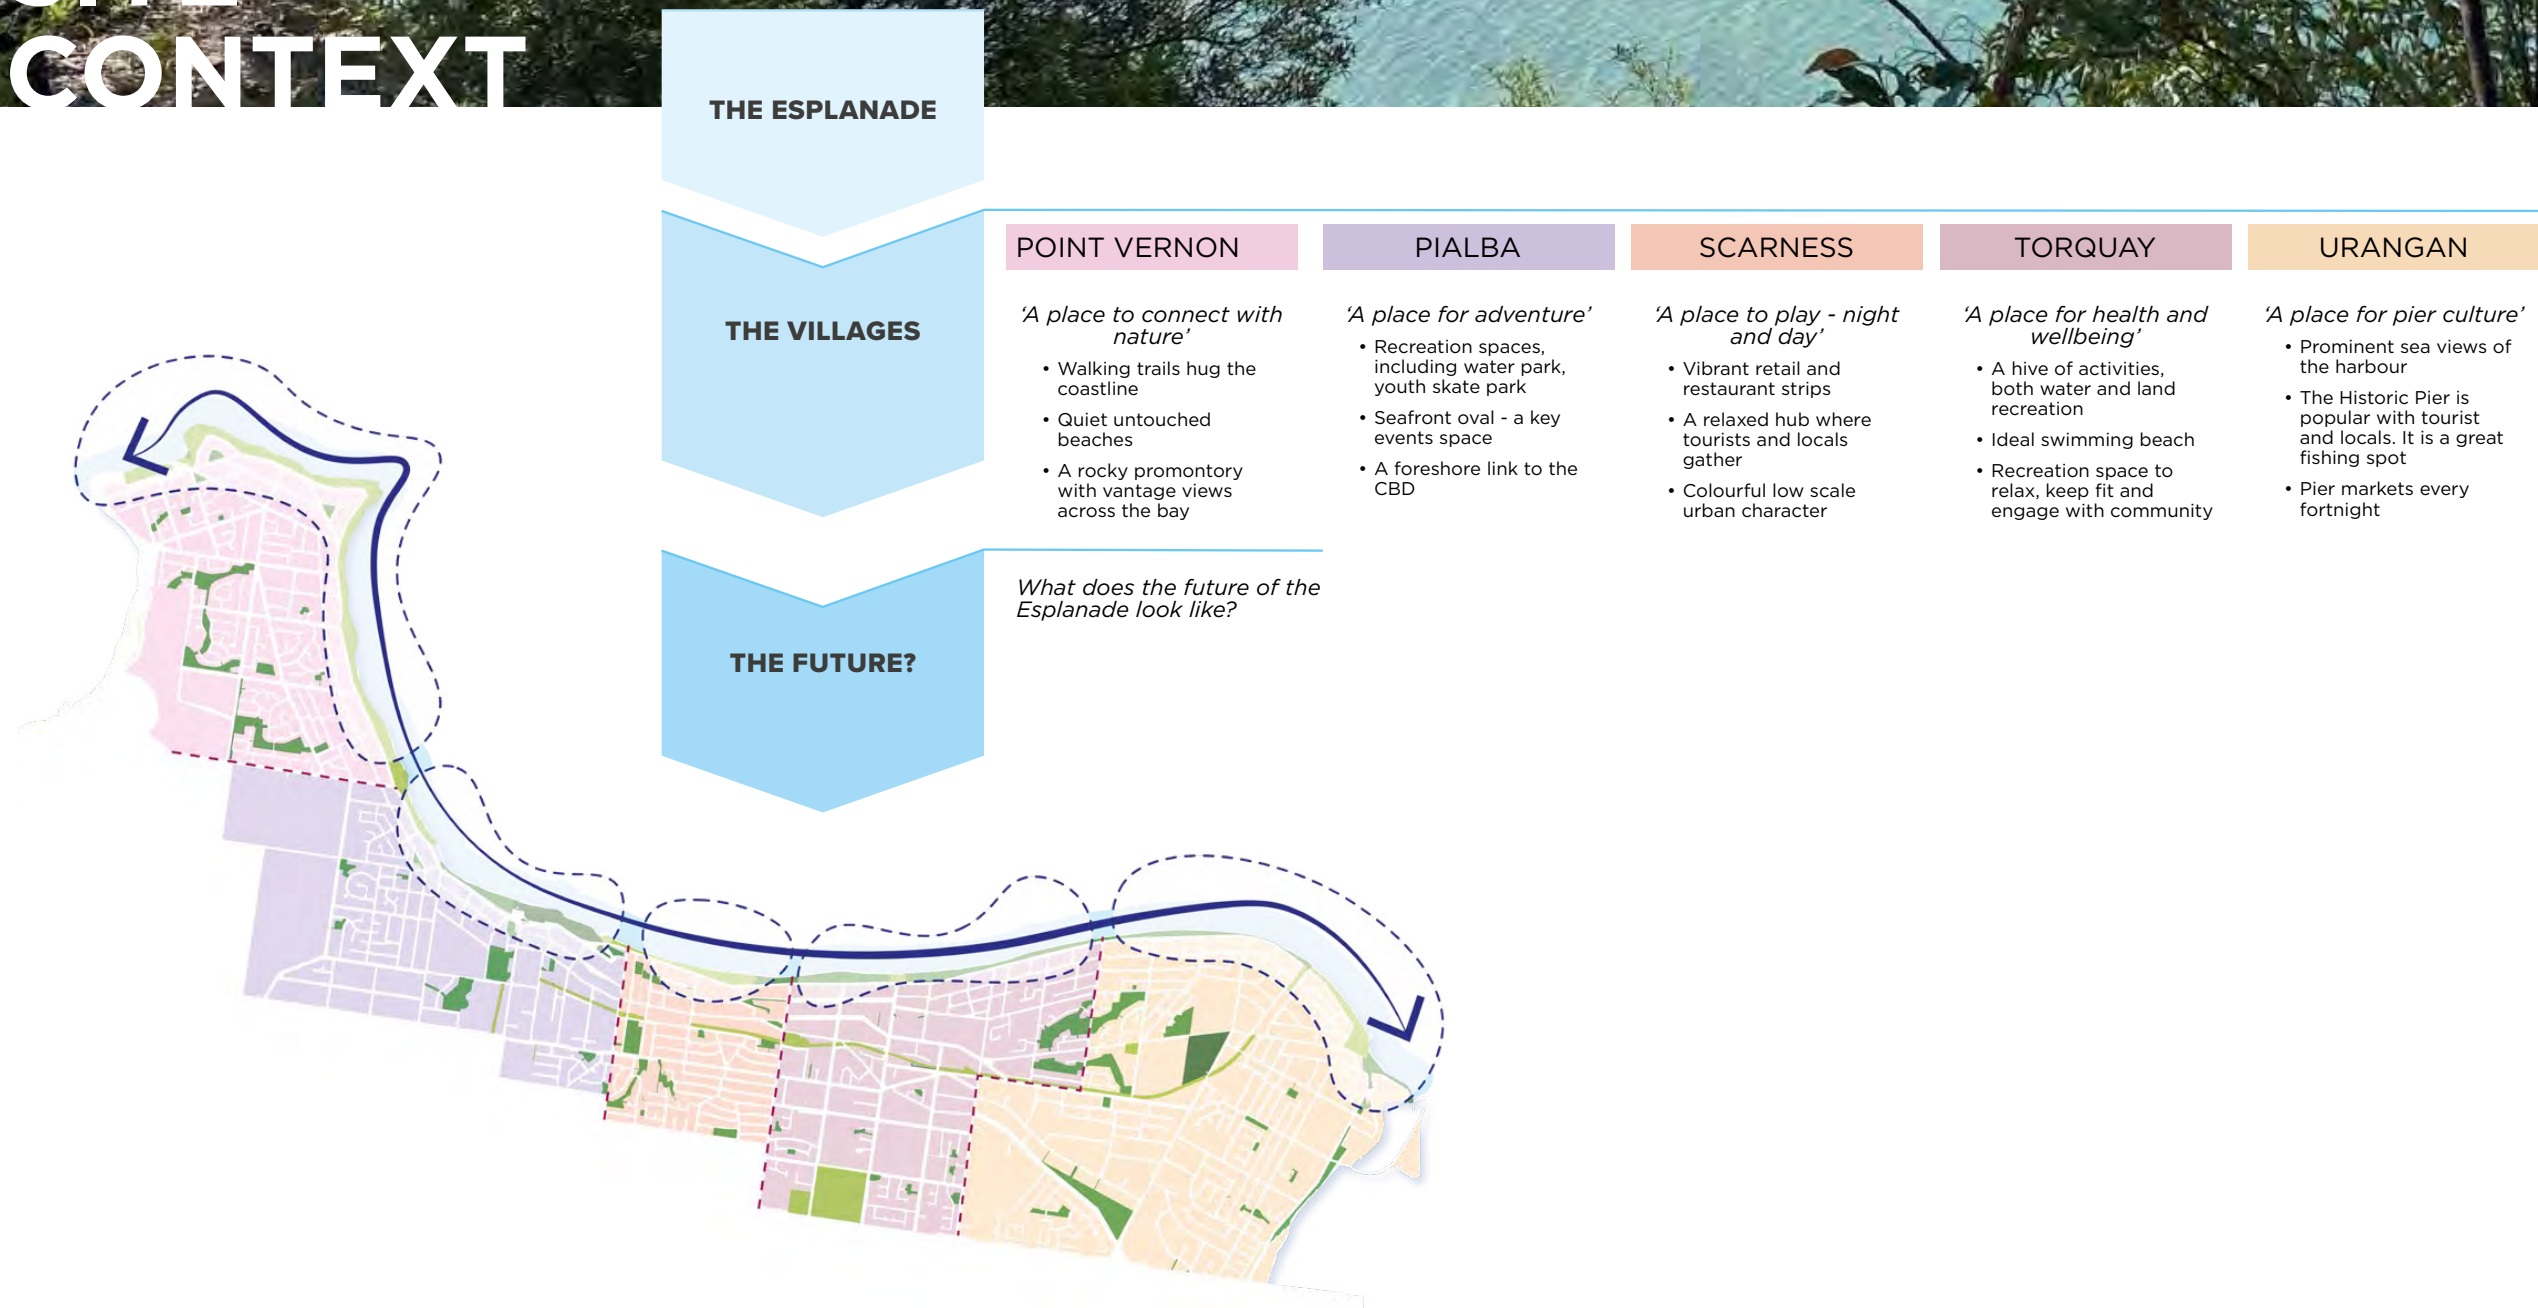 CONTEXT
THE ESPLANADE
THE VILLAGES
POINT VERNON
‘A place to connect with
nature’
• Walking trails hug the
coastline
• Quiet untouched
beaches
• A rocky promontory
with vantage views
across the bay
PIALBA
‘A place for adventure’
• Recreation spaces,
including water park,
youth skate park
• Seafront oval - a key
events space
• A foreshore link to the
CBD
SCARNESS
‘A place to play - night
and day’
• Vibrant retail and
restaurant strips
• A relaxed hub where
tourists and locals
gather
• Colourful low scale
urban character
TORQUAY
‘A place for health and
wellbeing’
• A hive of activities,
both water and land
recreation
• Ideal swimming beach
• Recreation space to
relax, keep fit and
engage with community
URANGAN
‘A place for pier culture’
• Prominent sea views of
the harbour
• The Historic Pier is
popular with tourist
and locals. It is a great
fishing spot
• Pier markets every
fortnight
THE FUTURE?
What does the future of the
Esplanade look like?